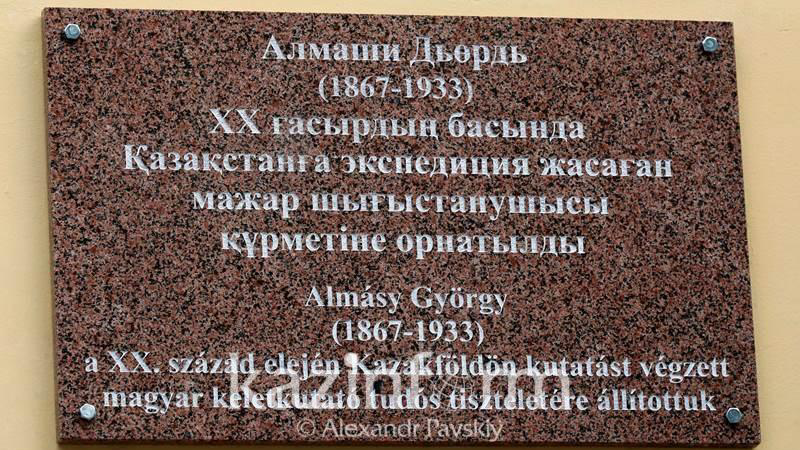 Алмаши Дьөрдь
(1867-1933)
XX ғасырдың басында
Қазақстанға экспедиция жасаған
мажар шығыстанушысы
құрметіне орнатылды
Almásy György
(1867-1933)
a XX. század elején Kazakföldön kutatást végzett
magyar keletkutató tudós tiszteletére állítottuk
kazinform
© Alexandr Pavskiy